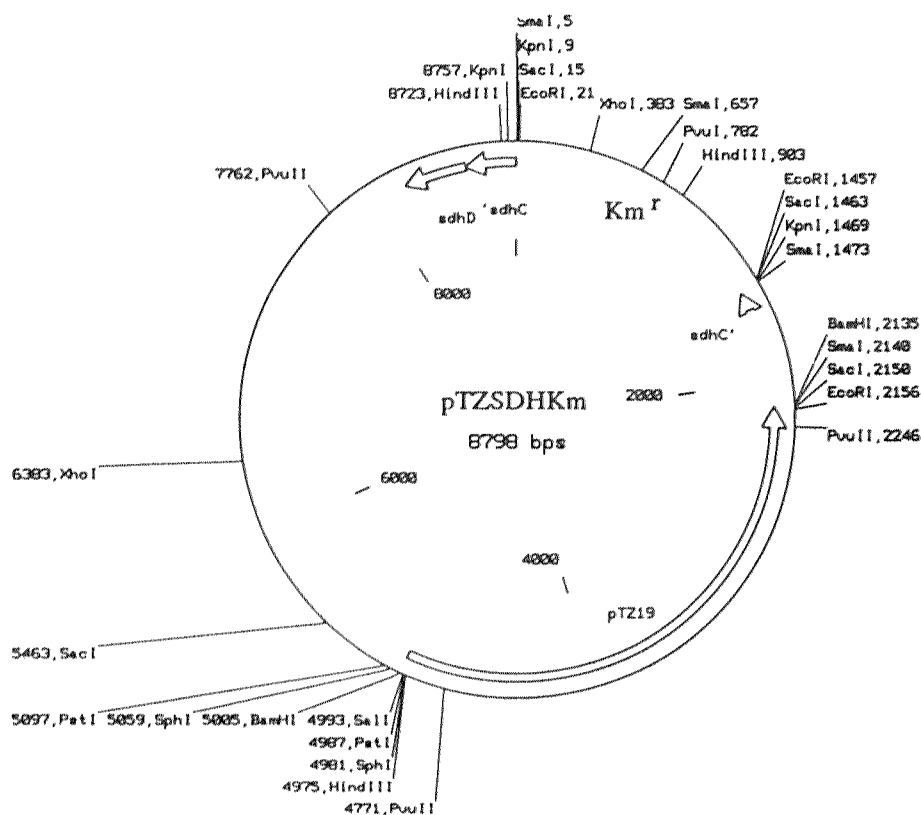 SmaI,5
KpnI,9
8757,KpnI SacI,15
8723,HindIII EcoRI,21
XhoI,383 SmaI,657
PvuI,782
HindIII,903
7762,PvuII
EcoRI,1457
SacI,1463
KpnI,1469
SmaI,1473
Km r
sdhD 'sdhC
8000
sdhC'
BamHI,2135
SmaI,2140
SacI,2150
EcoRI,2156
PvuII,2246
2000
pTZSDHKm
8798 bps
6383,XhoI
6000
4000
pTZ19
5463,SacI
5097,PstI 5059,SphI 5005,BamHI 4993,SalI
4987,PstI
4981,SphI
4975,HindIII
4771,PvuII